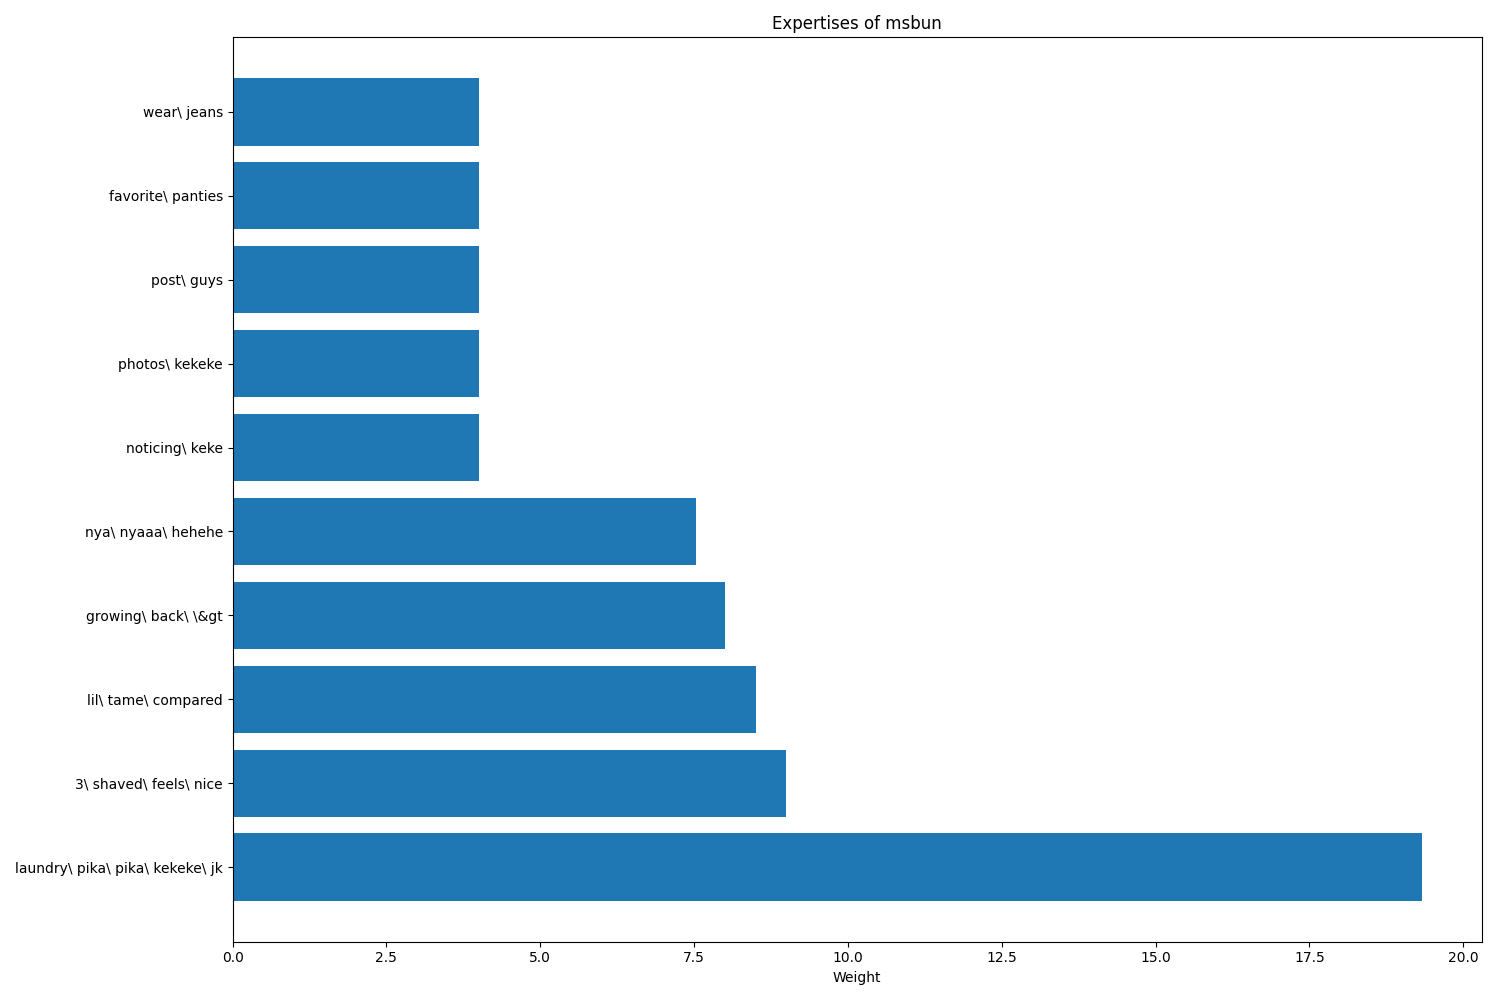 Expertises of msbun
wear\ jeans
favorite\ panties
post\ guys
photos\ kekeke
noticing\ keke
nya\ nyaaa\ hehehe
growing\ back\ \&gt
lil\ tame\ compared
3\ shaved\ feels\ nice
laundry\ pika\ pika\ kekeke\ jk
0.0 2.5 5.0 7.5 10.0 12.5 15.0 17.5 20.0
Weight